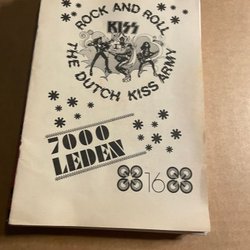 ROCK AND ROLL
KISS
THE DUTCH KISS ARMY
7000
LEDEN
16